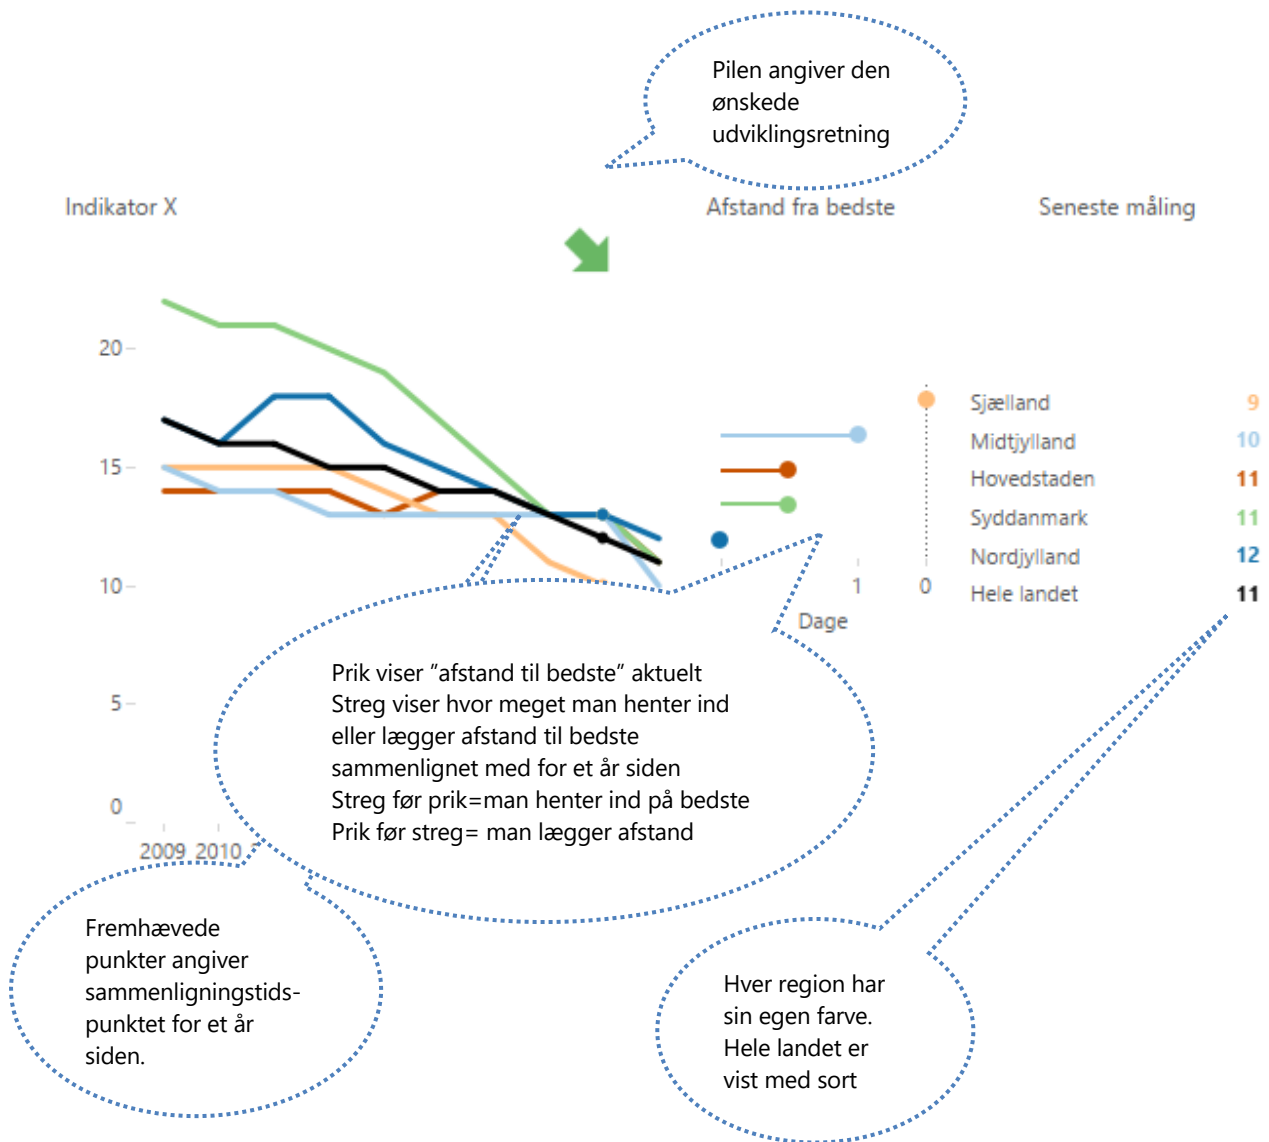 Pilen angiver den
ønskede
udviklingsretning
Indikator X
Afstand fra bedste
Seneste måling
20
15
10
5
0
2009 2010
1
0
Dage
Sjælland 9
Midtjylland 10
Hovedstaden 11
Syddanmark 11
Nordjylland 12
Hele landet 11
Prik viser ”afstand til bedste” aktuelt
Streg viser hvor meget man henter ind
eller lægger afstand til bedste
sammenlignet med for et år siden
Streg før prik=man henter ind på bedste
Prik før streg= man lægger afstand
Fremhævede
punkter angiver
sammenligningstids-
punktet for et år
siden.
Hver region har
sin egen farve.
Hele landet er
vist med sort